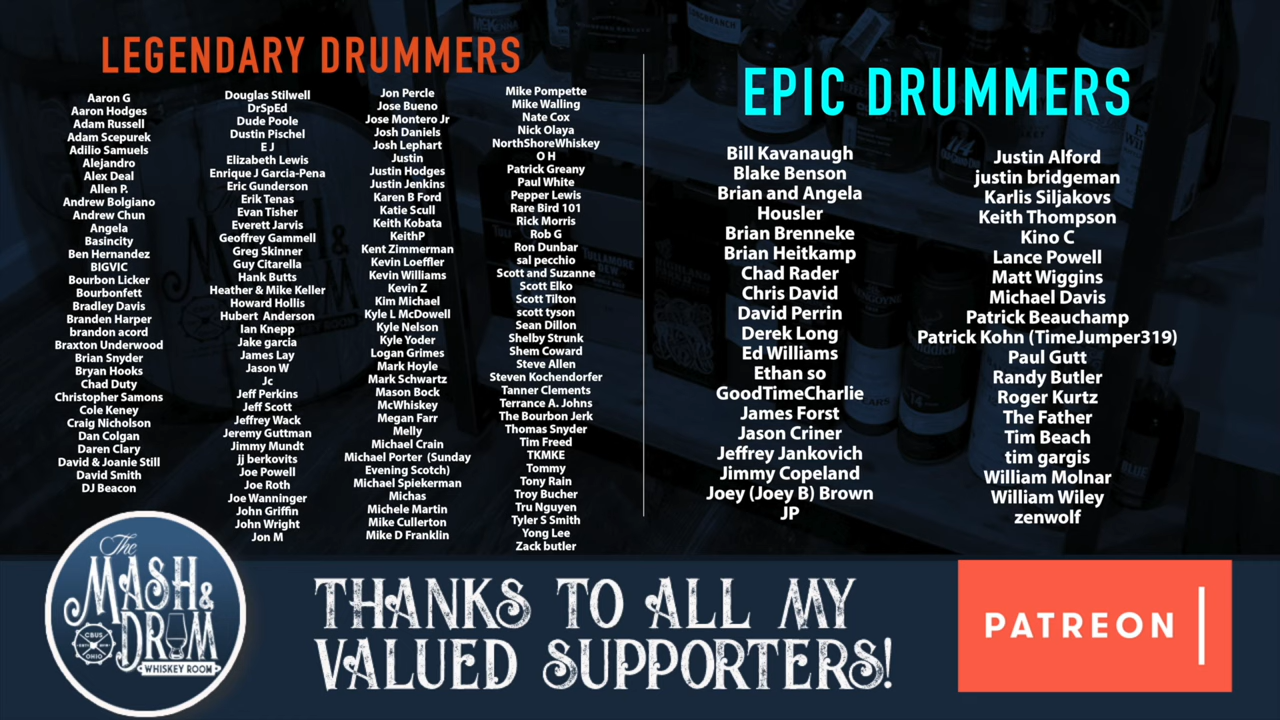 LEGENDARY DRUMMERS
Aaron G
Aaron Hodges
Adam Russell
Adam Scepurek
Adilio Samuels
Alejandro
Alex Deal
Allen P.
Andrew Bolgiano
Andrew Chun
Angela
Basincity
Ben Hernandez
BIGVIC
Bourbon Licker
Bourbonfett
Bradley Davis
Branden Harper
brandon acord
Braxton Underwood
Brian Snyder
Bryan Hooks
Chad Duty
Christopher Samons
Cole Keney
Craig Nicholson
Dan Colgan
Daren Clary
David & Joanie Still
David Smith
DJ Beacon
Douglas Stilwell
DrSpEd
Dude Poole
Dustin Pischel
E J
Elizabeth Lewis
Enrique J Garcia-Pena
Eric Gunderson
Erik Tenas
Evan Tisher
Everett Jarvis
Geoffrey Gammell
Greg Skinner
Guy Citarella
Hank Butts
Heather & Mike Keller
Howard Hollis
Hubert Anderson
Ian Knepp
Jake garcia
James Lay
Jason W
Jc
Jeff Perkins
Jeff Scott
Jeffrey Wack
Jeremy Guttman
Jimmy Mundt
jj berkovits
Joe Powell
Joe Roth
Joe Wanninger
John Griffin
John Wright
Jon M
Jon Percle
Jose Bueno
Jose Montero Jr
Josh Daniels
Josh Lephart
Justin
Justin Hodges
Justin Jenkins
Karen B Ford
Katie Scull
Keith Kobata
KeithP
Kent Zimmerman
Kevin Loeffler
Kevin Williams
Kevin Z
Kim Michael
Kyle L McDowell
Kyle Nelson
Kyle Yoder
Logan Grimes
Mark Hoyle
Mark Schwartz
Mason Bock
McWhiskey
Megan Farr
Melly
Michael Crain
Michael Porter (Sunday
Evening Scotch)
Michael Spiekerman
Michas
Michele Martin
Mike Cullerton
Mike D Franklin
Mike Pompette
Mike Walling
Nate Cox
Nick Olaya
NorthShoreWhiskey
O H
Patrick Greany
Paul White
Pepper Lewis
Rare Bird 101
Rick Morris
Rob G
Ron Dunbar
sal pecchio
Scott and Suzanne
Scott Elko
Scott Tilton
scott tyson
Sean Dillon
Shelby Strunk
Shem Coward
Steve Allen
Steven Kochendorfer
Tanner Clements
Terrance A. Johns
The Bourbon Jerk
Thomas Snyder
Tim Freed
TKMKE
Tommy
Tony Rain
Troy Bucher
Tru Nguyen
Tyler S Smith
Yong Lee
Zack butler
EPIC DRUMMERS
Bill Kavanaugh
Blake Benson
Brian and Angela
Housler
Brian Brenneke
Brian Heitkamp
Chad Rader
Chris David
David Perrin
Derek Long
Ed Williams
Ethan so
GoodTimeCharlie
James Forst
Jason Criner
Jeffrey Jankovich
Jimmy Copeland
Joey (Joey B) Brown
JP
Justin Alford
justin bridgeman
Karlis Siljakovs
Keith Thompson
Kino C
Lance Powell
Matt Wiggins
Michael Davis
Patrick Beauchamp
Patrick Kohn (TimeJumper319)
Paul Gutt
Randy Butler
Roger Kurtz
The Father
Tim Beach
tim gargis
William Molnar
William Wiley
zenwolf
The
MASH &
DRUM
CBUS
OHIO
WHISKEY ROOM
THANKS TO ALL MY
VALUED SUPPORTERS!
PATREON